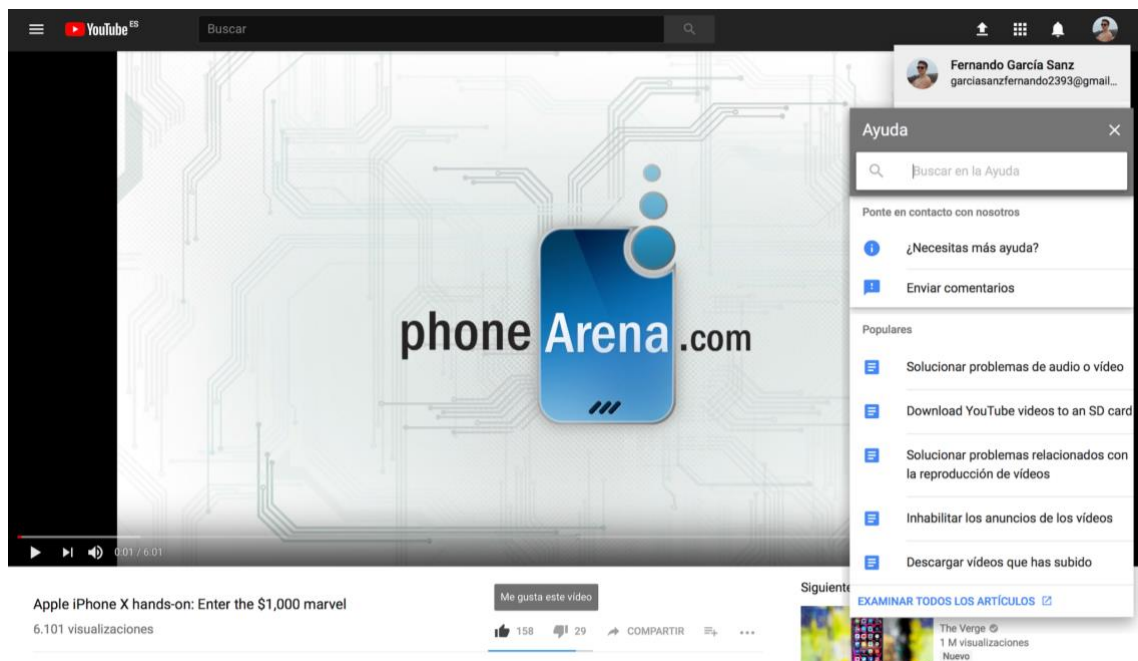 YouTube ES
Buscar
Fernando García Sanz
garciasanzfernando2393@gmail...
Ayuda
Buscar en la Ayuda
Ponte en contacto con nosotros
¿Necesitas más ayuda?
Enviar comentarios
Populares
Solucionar problemas de audio o vídeo
Download YouTube videos to an SD card
Solucionar problemas relacionados con
la reproducción de vídeos
Inhabilitar los anuncios de los vídeos
Descargar vídeos que has subido
EXAMINAR TODOS LOS ARTÍCULOS
phoneArena.com
0:01 / 6:01
Apple iPhone X hands-on: Enter the $1,000 marvel
6.101 visualizaciones
Me gusta este vídeo
158 29 COMPARTIR
Siguiente
The Verge
1 M visualizaciones
Nuevo